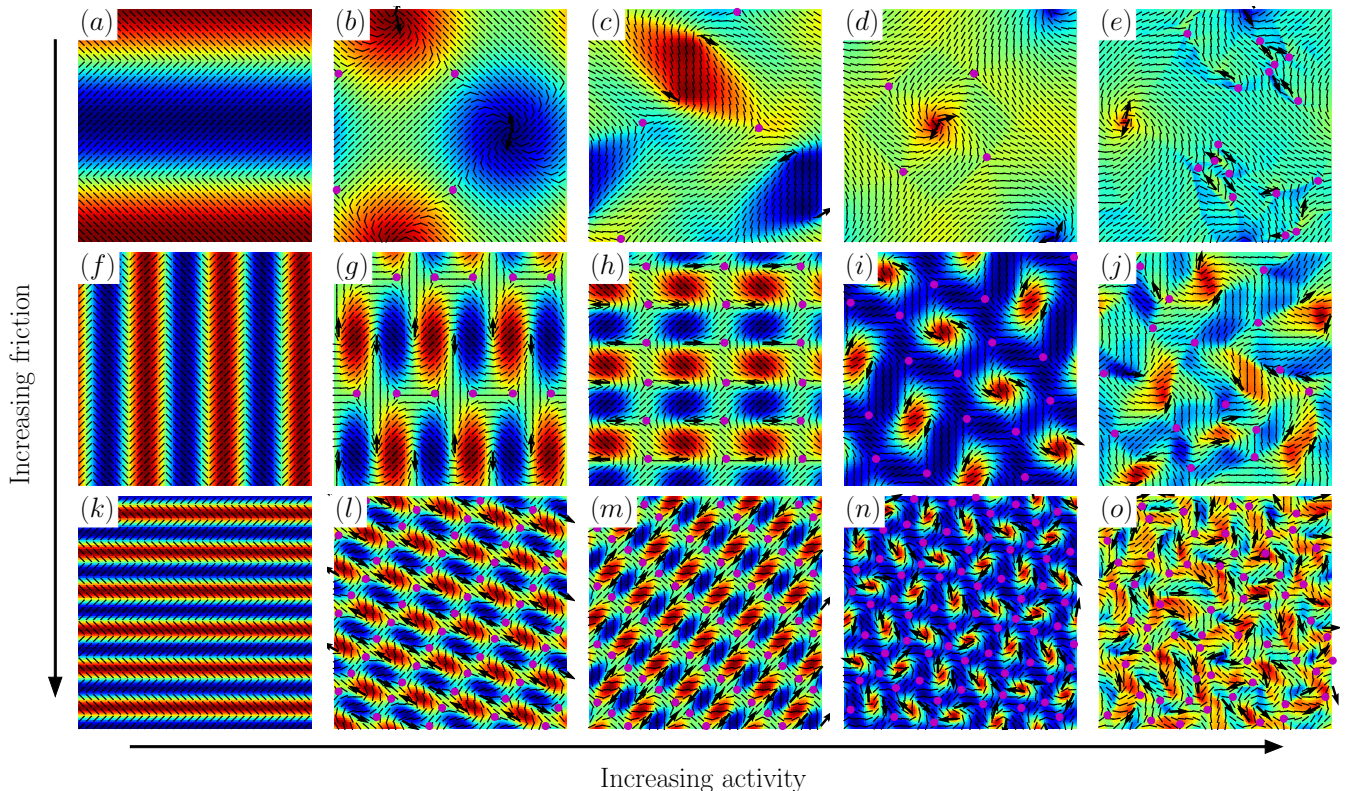 (a) (b) (c) (d) (e)
(f) (g) (h) (i) (j)
(k) (l) (m) (n) (o)
Increasing friction
Increasing activity